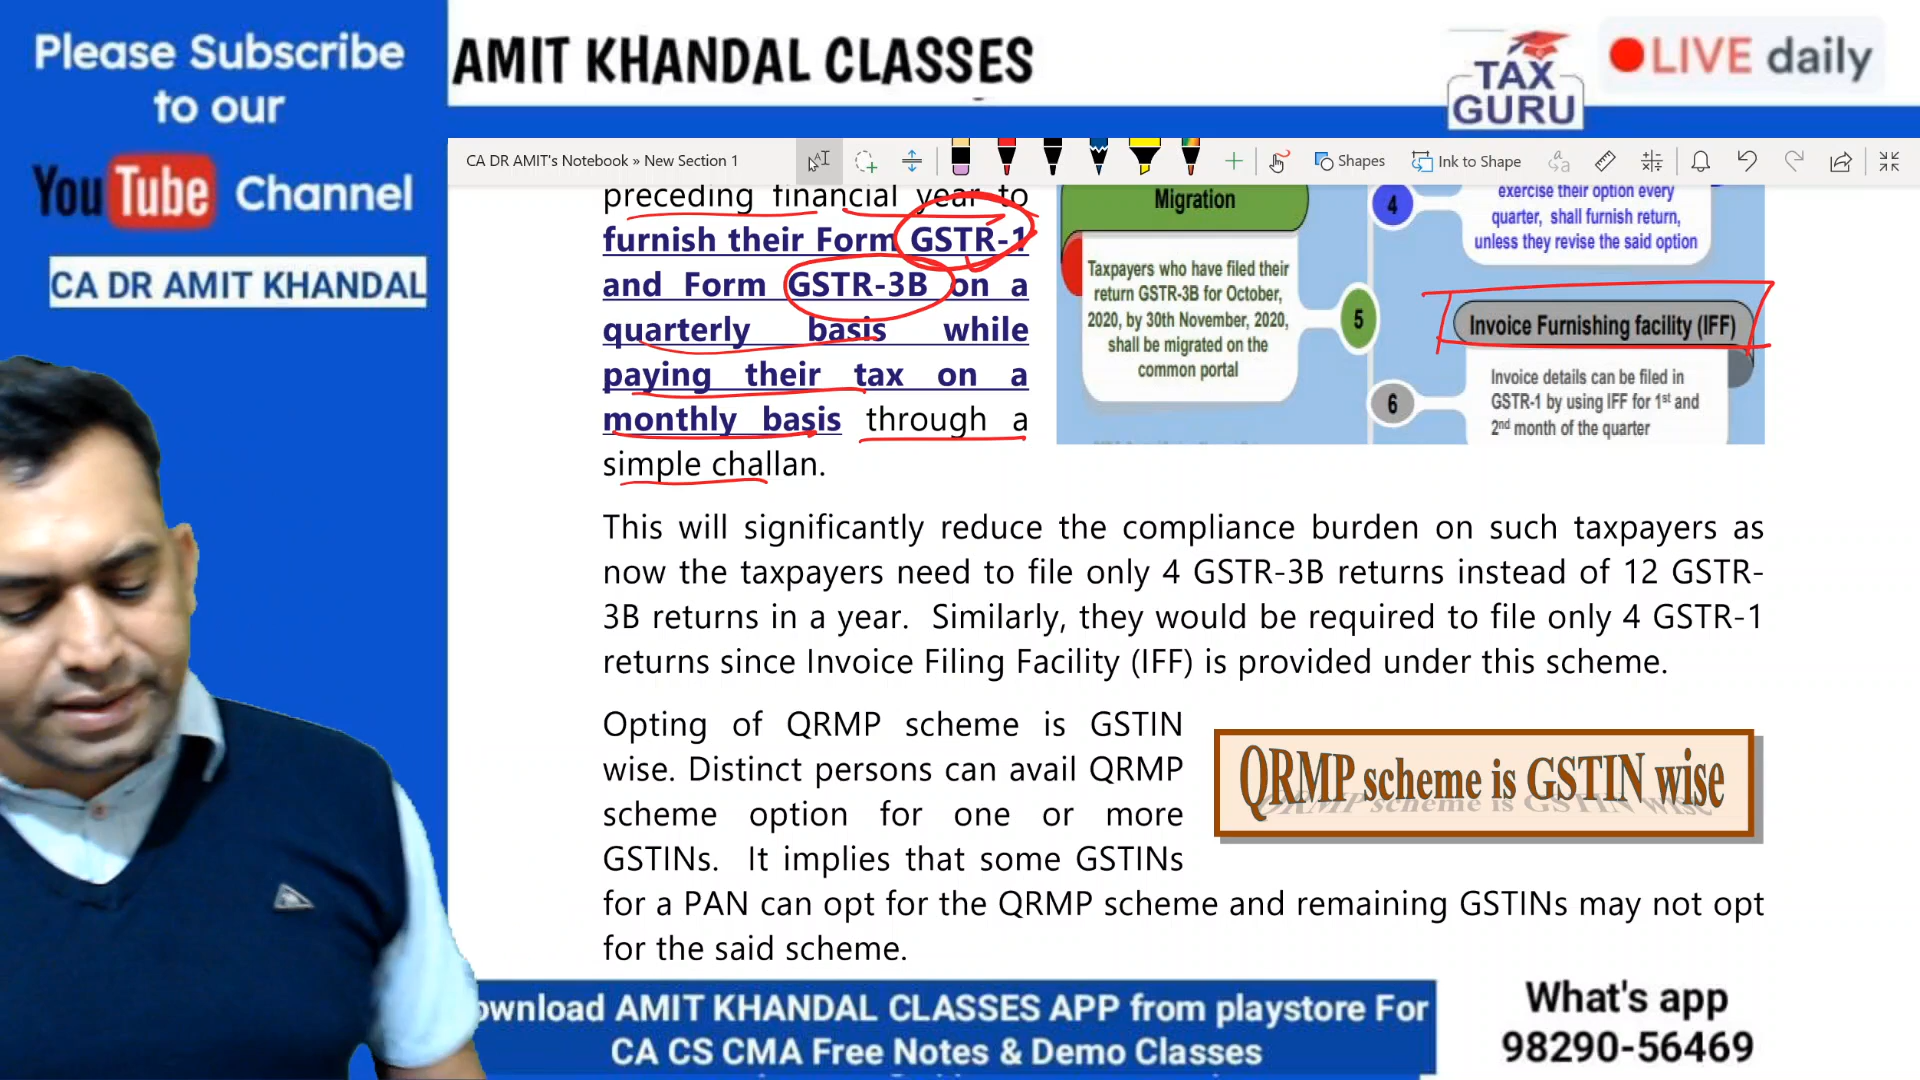 Please Subscribe
to our
YouTube Channel
CA DR AMIT KHANDAL
AMIT KHANDAL CLASSES
TAX
GURU
LIVE daily
CA DR AMIT's Notebook » New Section 1
Shapes
Ink to Shape
preceding financial year to
furnish their Form GSTR-1
and Form GSTR-3B on a
quarterly basis while
paying their tax on a
monthly basis through a
simple challan.
Migration
Taxpayers who have filed their
return GSTR-3B for October,
2020, by 30th November, 2020,
shall be migrated on the
common portal
4
exercise their option every
quarter, shall furnish return,
unless they revise the said option
5
Invoice Furnishing facility (IFF)
6
Invoice details can be filed in
GSTR-1 by using IFF for 1st and
2nd month of the quarter
This will significantly reduce the compliance burden on such taxpayers as
now the taxpayers need to file only 4 GSTR-3B returns instead of 12 GSTR-
3B returns in a year. Similarly, they would be required to file only 4 GSTR-1
returns since Invoice Filing Facility (IFF) is provided under this scheme.
Opting of QRMP scheme is GSTIN
wise. Distinct persons can avail QRMP
scheme option for one or more
GSTINs. It implies that some GSTINs
for a PAN can opt for the QRMP scheme and remaining GSTINs may not opt
for the said scheme.
QRMP scheme is GSTIN wise
ownload AMIT KHANDAL CLASSES APP from playstore For
CA CS CMA Free Notes & Demo Classes
What's app
98290-56469